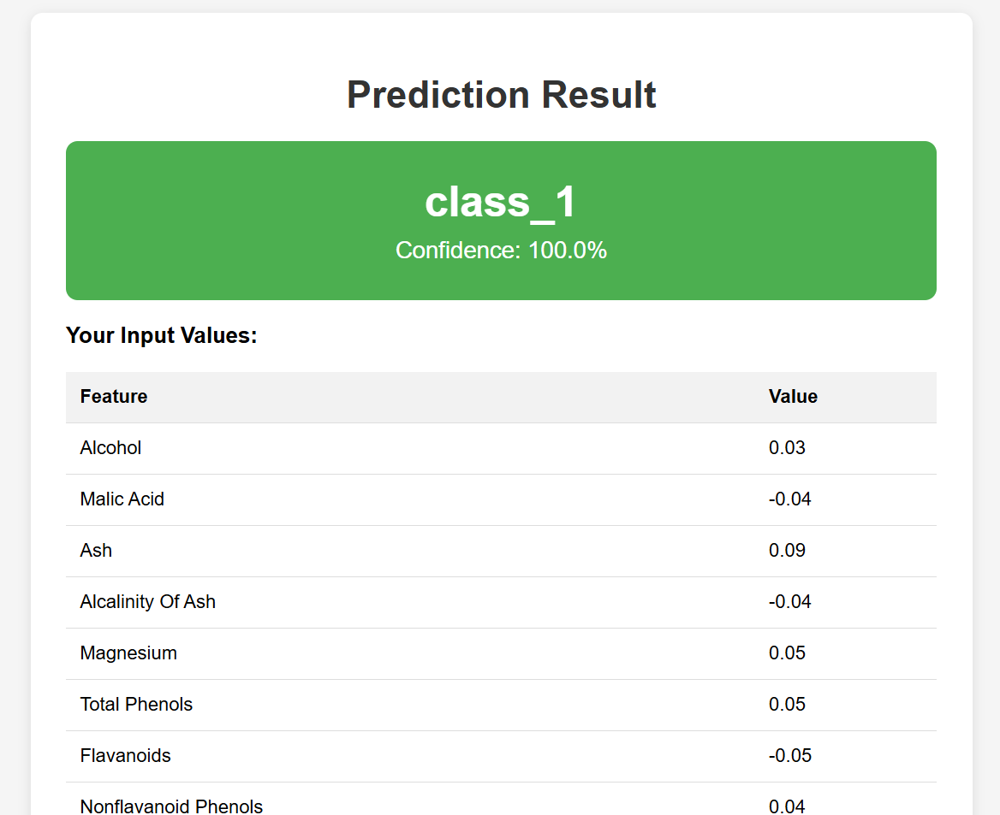 Prediction Result
class_1
Confidence: 100.0%
Your Input Values:
Feature Value
Alcohol 0.03
Malic Acid -0.04
Ash 0.09
Alcalinity Of Ash -0.04
Magnesium 0.05
Total Phenols 0.05
Flavanoids -0.05
Nonflavanoid Phenols 0.04